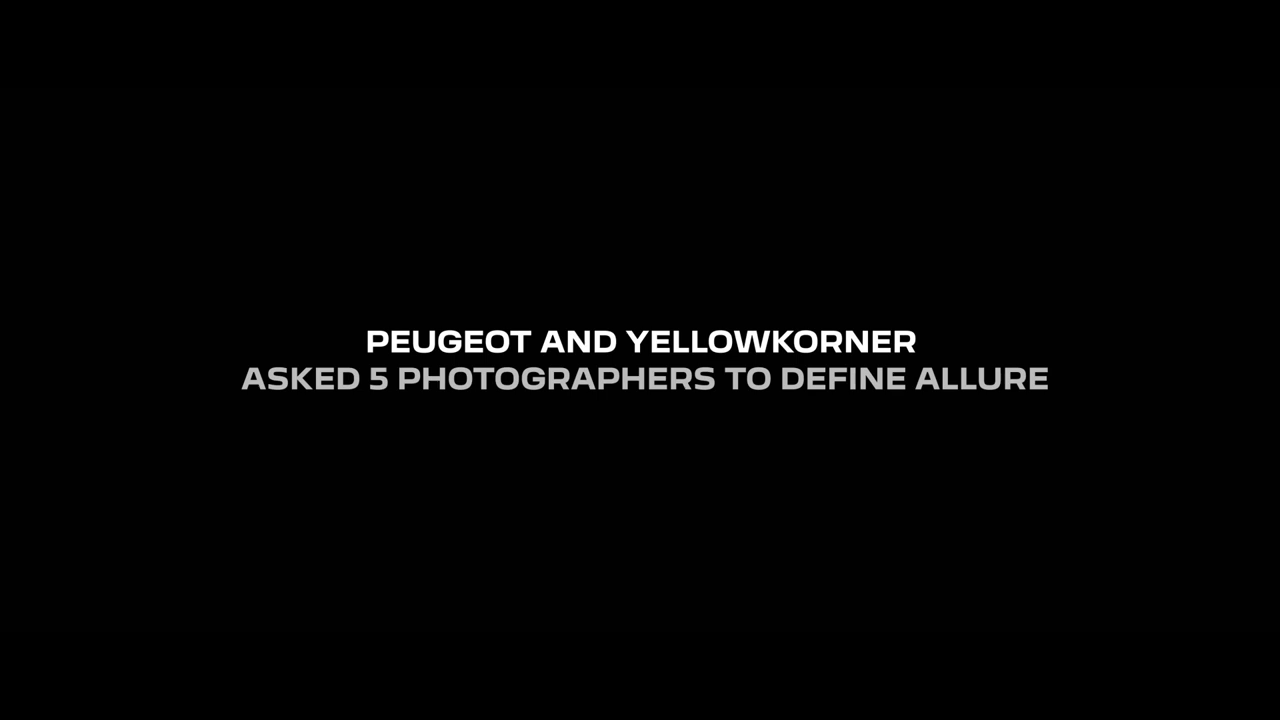 PEUGEOT AND YELLOWKORNER
ASKED 5 PHOTOGRAPHERS TO DEFINE ALLURE